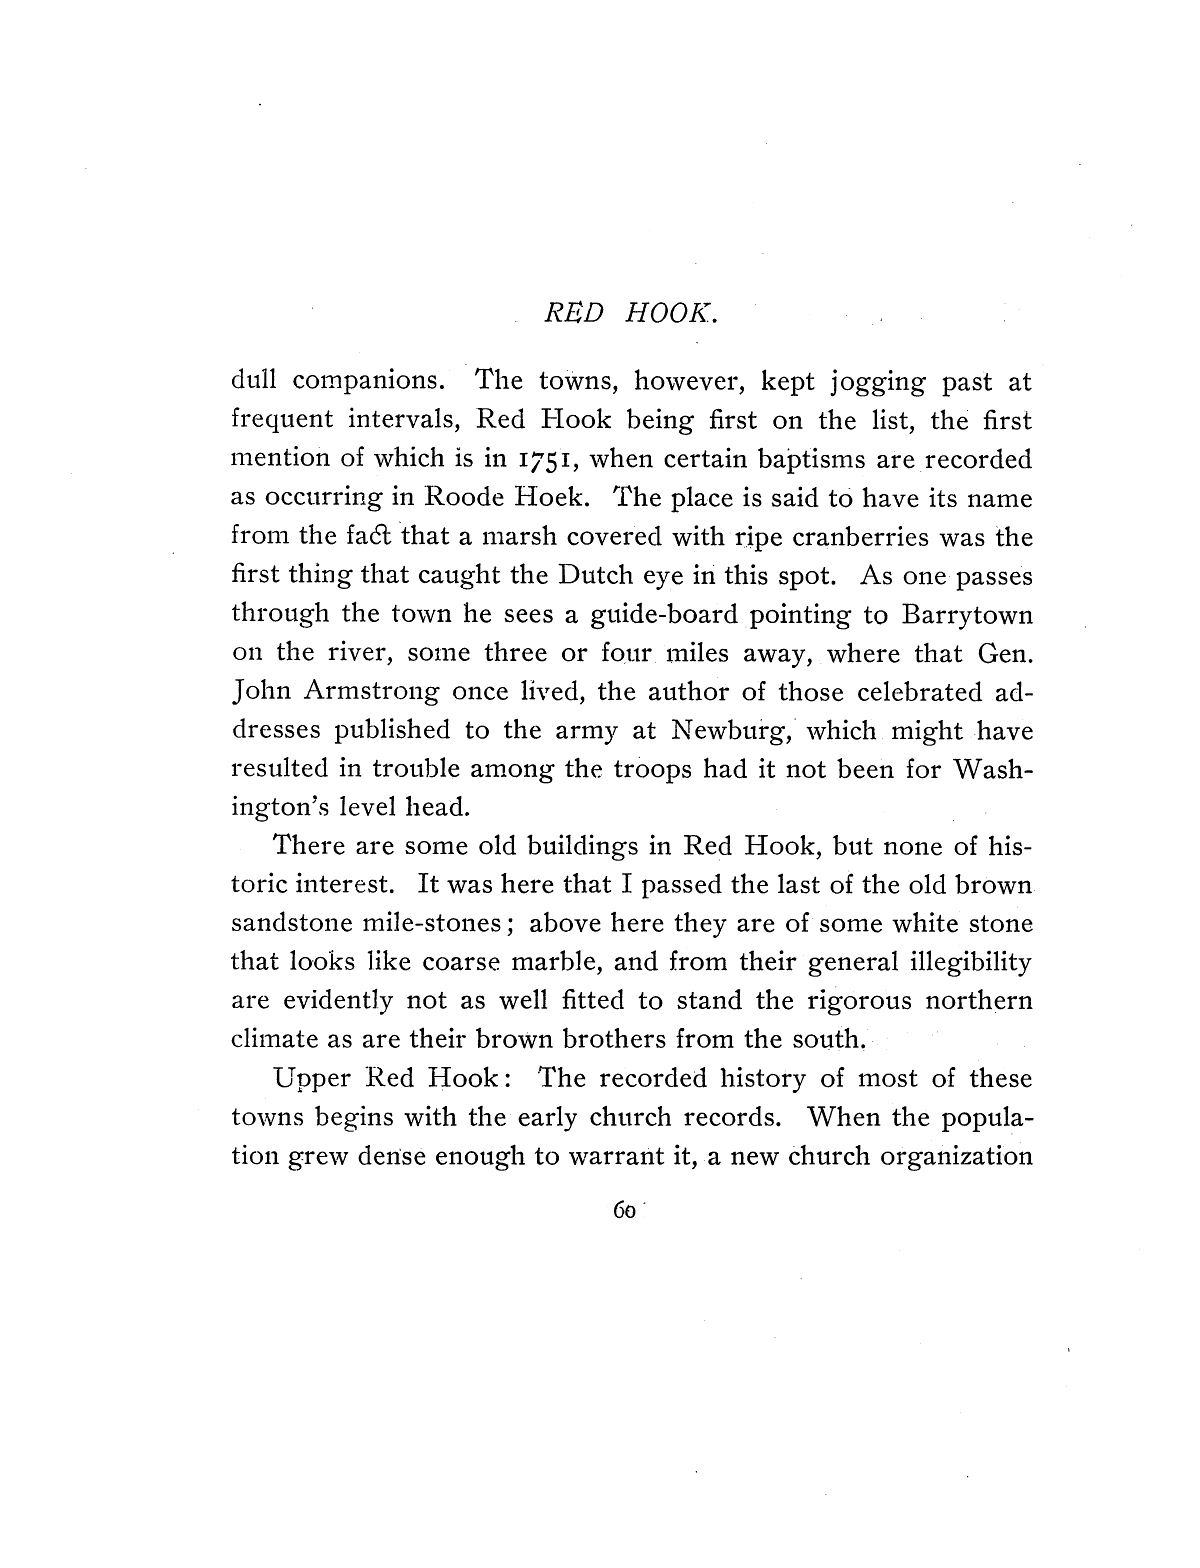 RED HOOK.
dull companions. The towns, however, kept jogging past at
frequent intervals, Red Hook being first on the list, the first
mention of which is in 1751, when certain baptisms are recorded
as occurring in Roode Hoek. The place is said to have its name
from the fact that a marsh covered with ripe cranberries was the
first thing that caught the Dutch eye in this spot. As one passes
through the town he sees a guide-board pointing to Barrytown
on the river, some three or four miles away, where that Gen.
John Armstrong once lived, the author of those celebrated ad-
dresses published to the army at Newburg, which might have
resulted in trouble among the troops had it not been for Wash-
ington's level head.
There are some old buildings in Red Hook, but none of his-
toric interest. It was here that I passed the last of the old brown
sandstone mile-stones; above here they are of some white stone
that looks like coarse marble, and from their general illegibility
are evidently not as well fitted to stand the rigorous northern
climate as are their brown brothers from the south.
Upper Red Hook: The recorded history of most of these
towns begins with the early church records. When the popula-
tion grew dense enough to warrant it, a new church organization
60